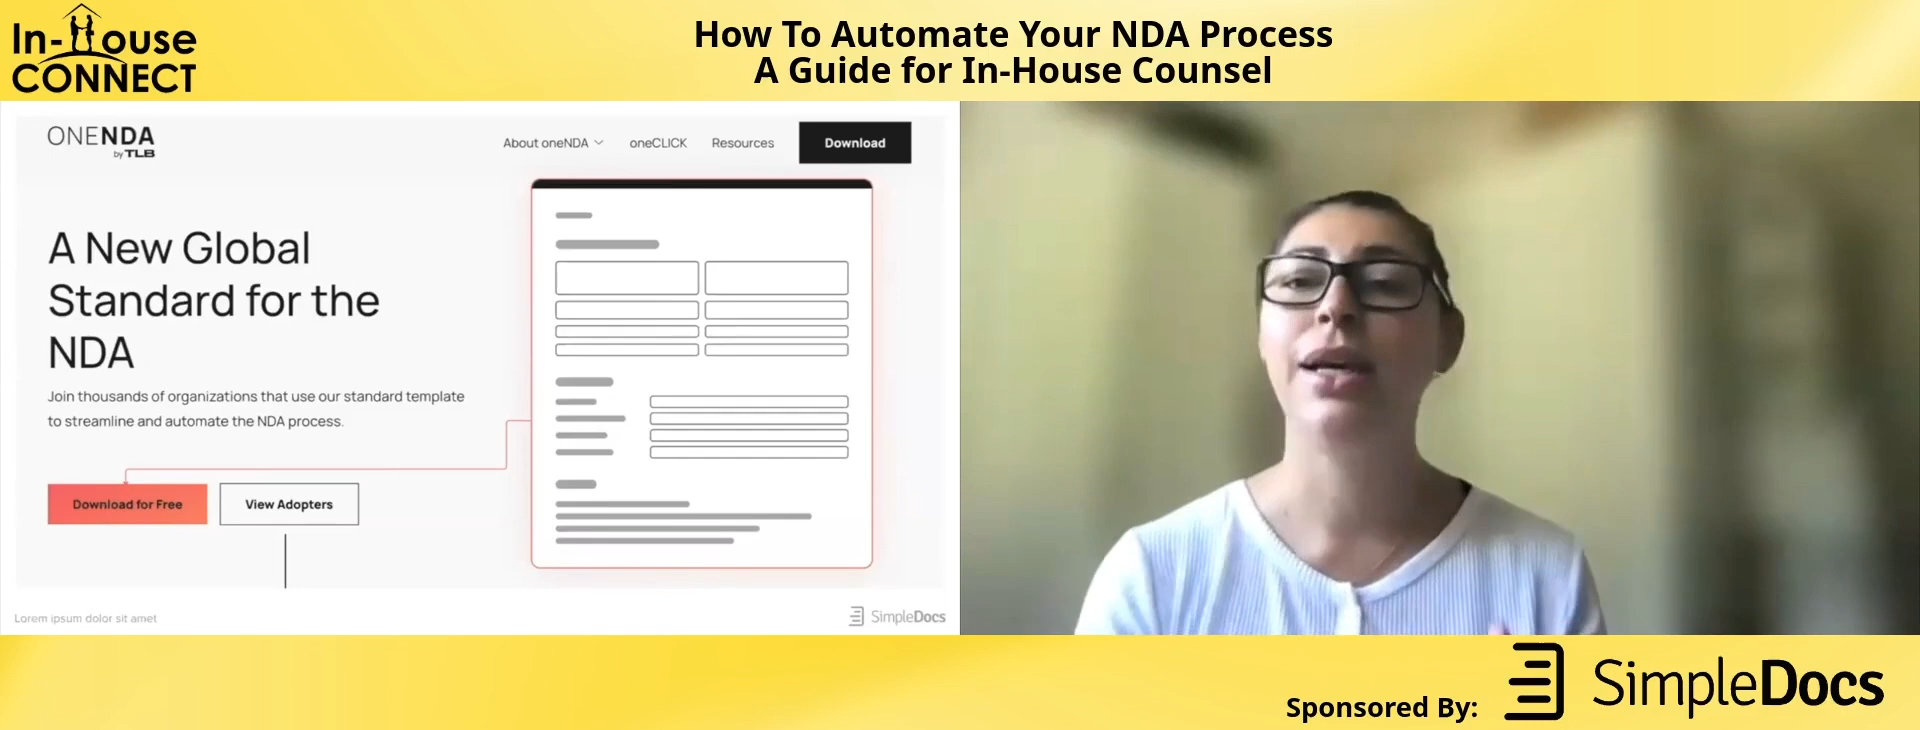 In-House
CONNECT
How To Automate Your NDA Process
A Guide for In-House Counsel
ONENDA
by TLB
About oneNDA
oneCLICK
Resources
Download
A New Global
Standard for the
NDA
Join thousands of organizations that use our standard template
to streamline and automate the NDA process.
Download for Free
View Adopters
Lorem ipsum dolor sit amet
SimpleDocs
Sponsored By:
SimpleDocs